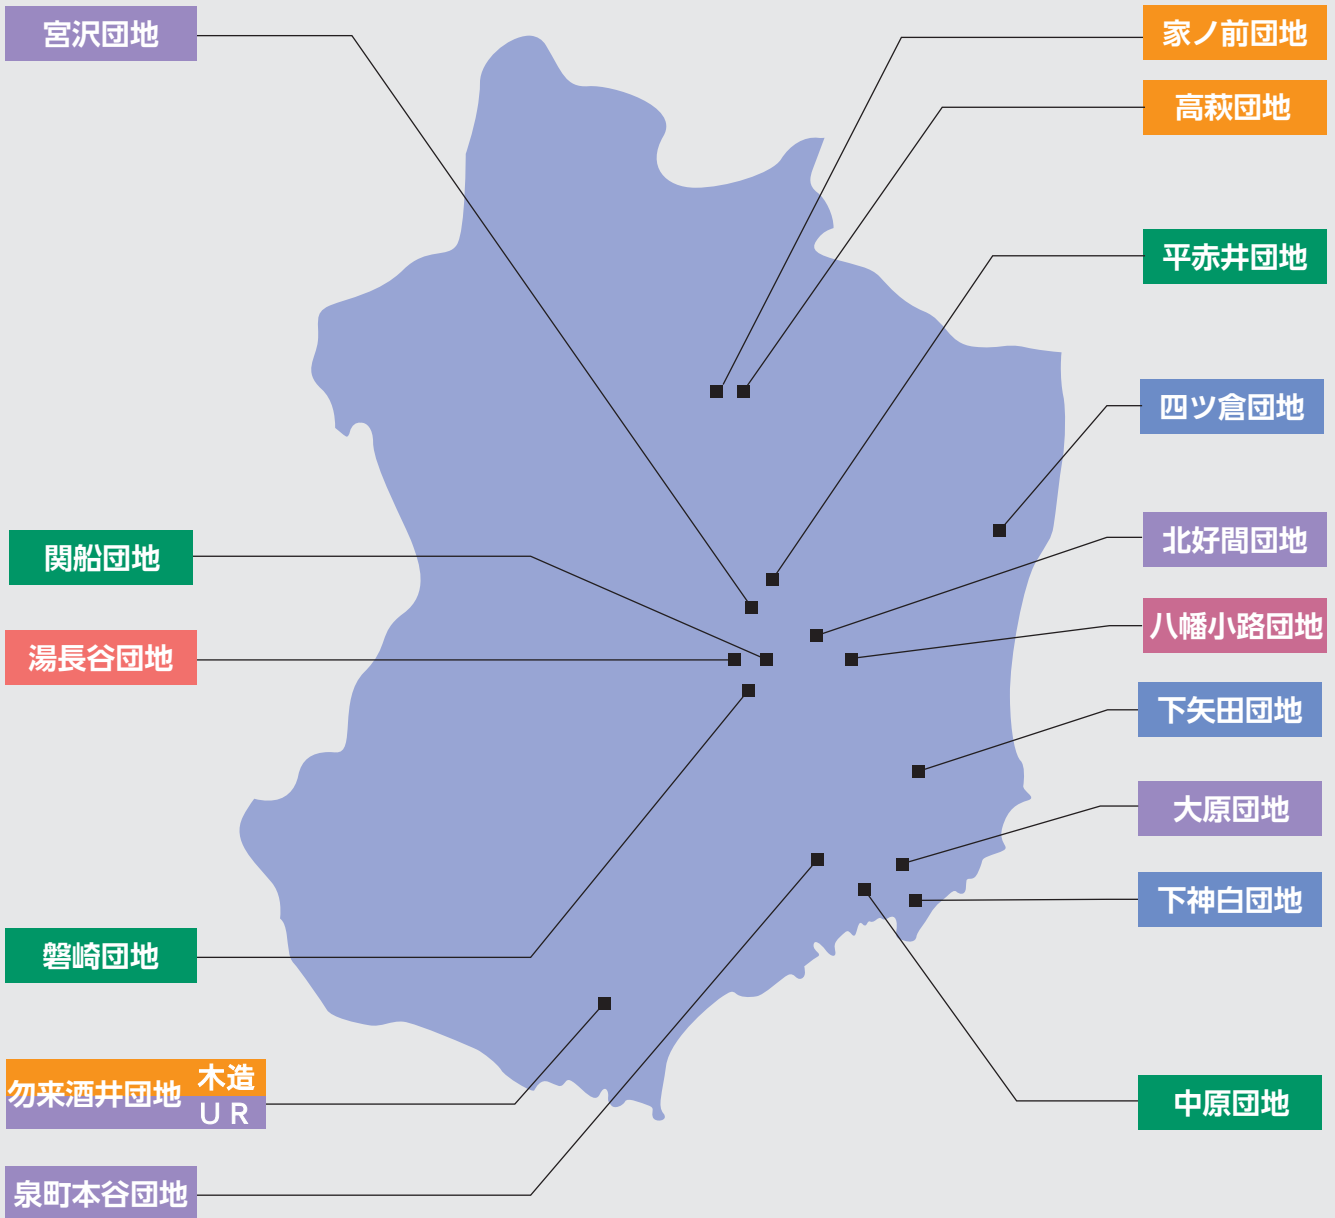 宮沢団地
家ノ前団地
高萩団地
平赤井団地
四ツ倉団地
関船団地
北好間団地
湯長谷団地
八幡小路団地
下矢田団地
大原団地
下神白団地
磐崎団地
勿来酒井団地
木造
UR
中原団地
泉町本谷団地